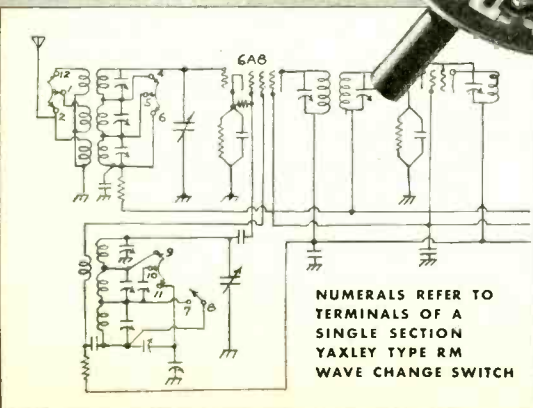 6A8
12
4
1
5
2
6
9
10
11
7
8
NUMERALS REFER TO
TERMINALS OF A
SINGLE SECTION
YAXLEY TYPE RM
WAVE CHANGE SWITCH